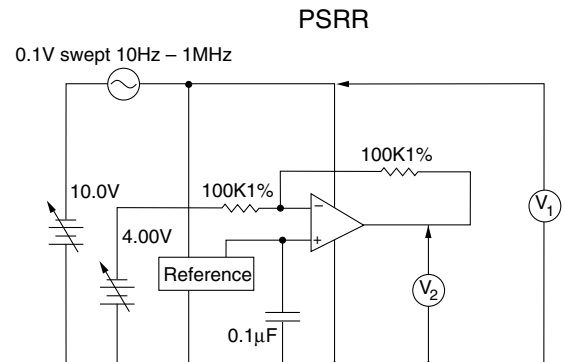 PSRR
0.1V swept 10Hz – 1MHz
100K1%
10.0V
100K1%
4.00V
V1
Reference
V2
0.1µF